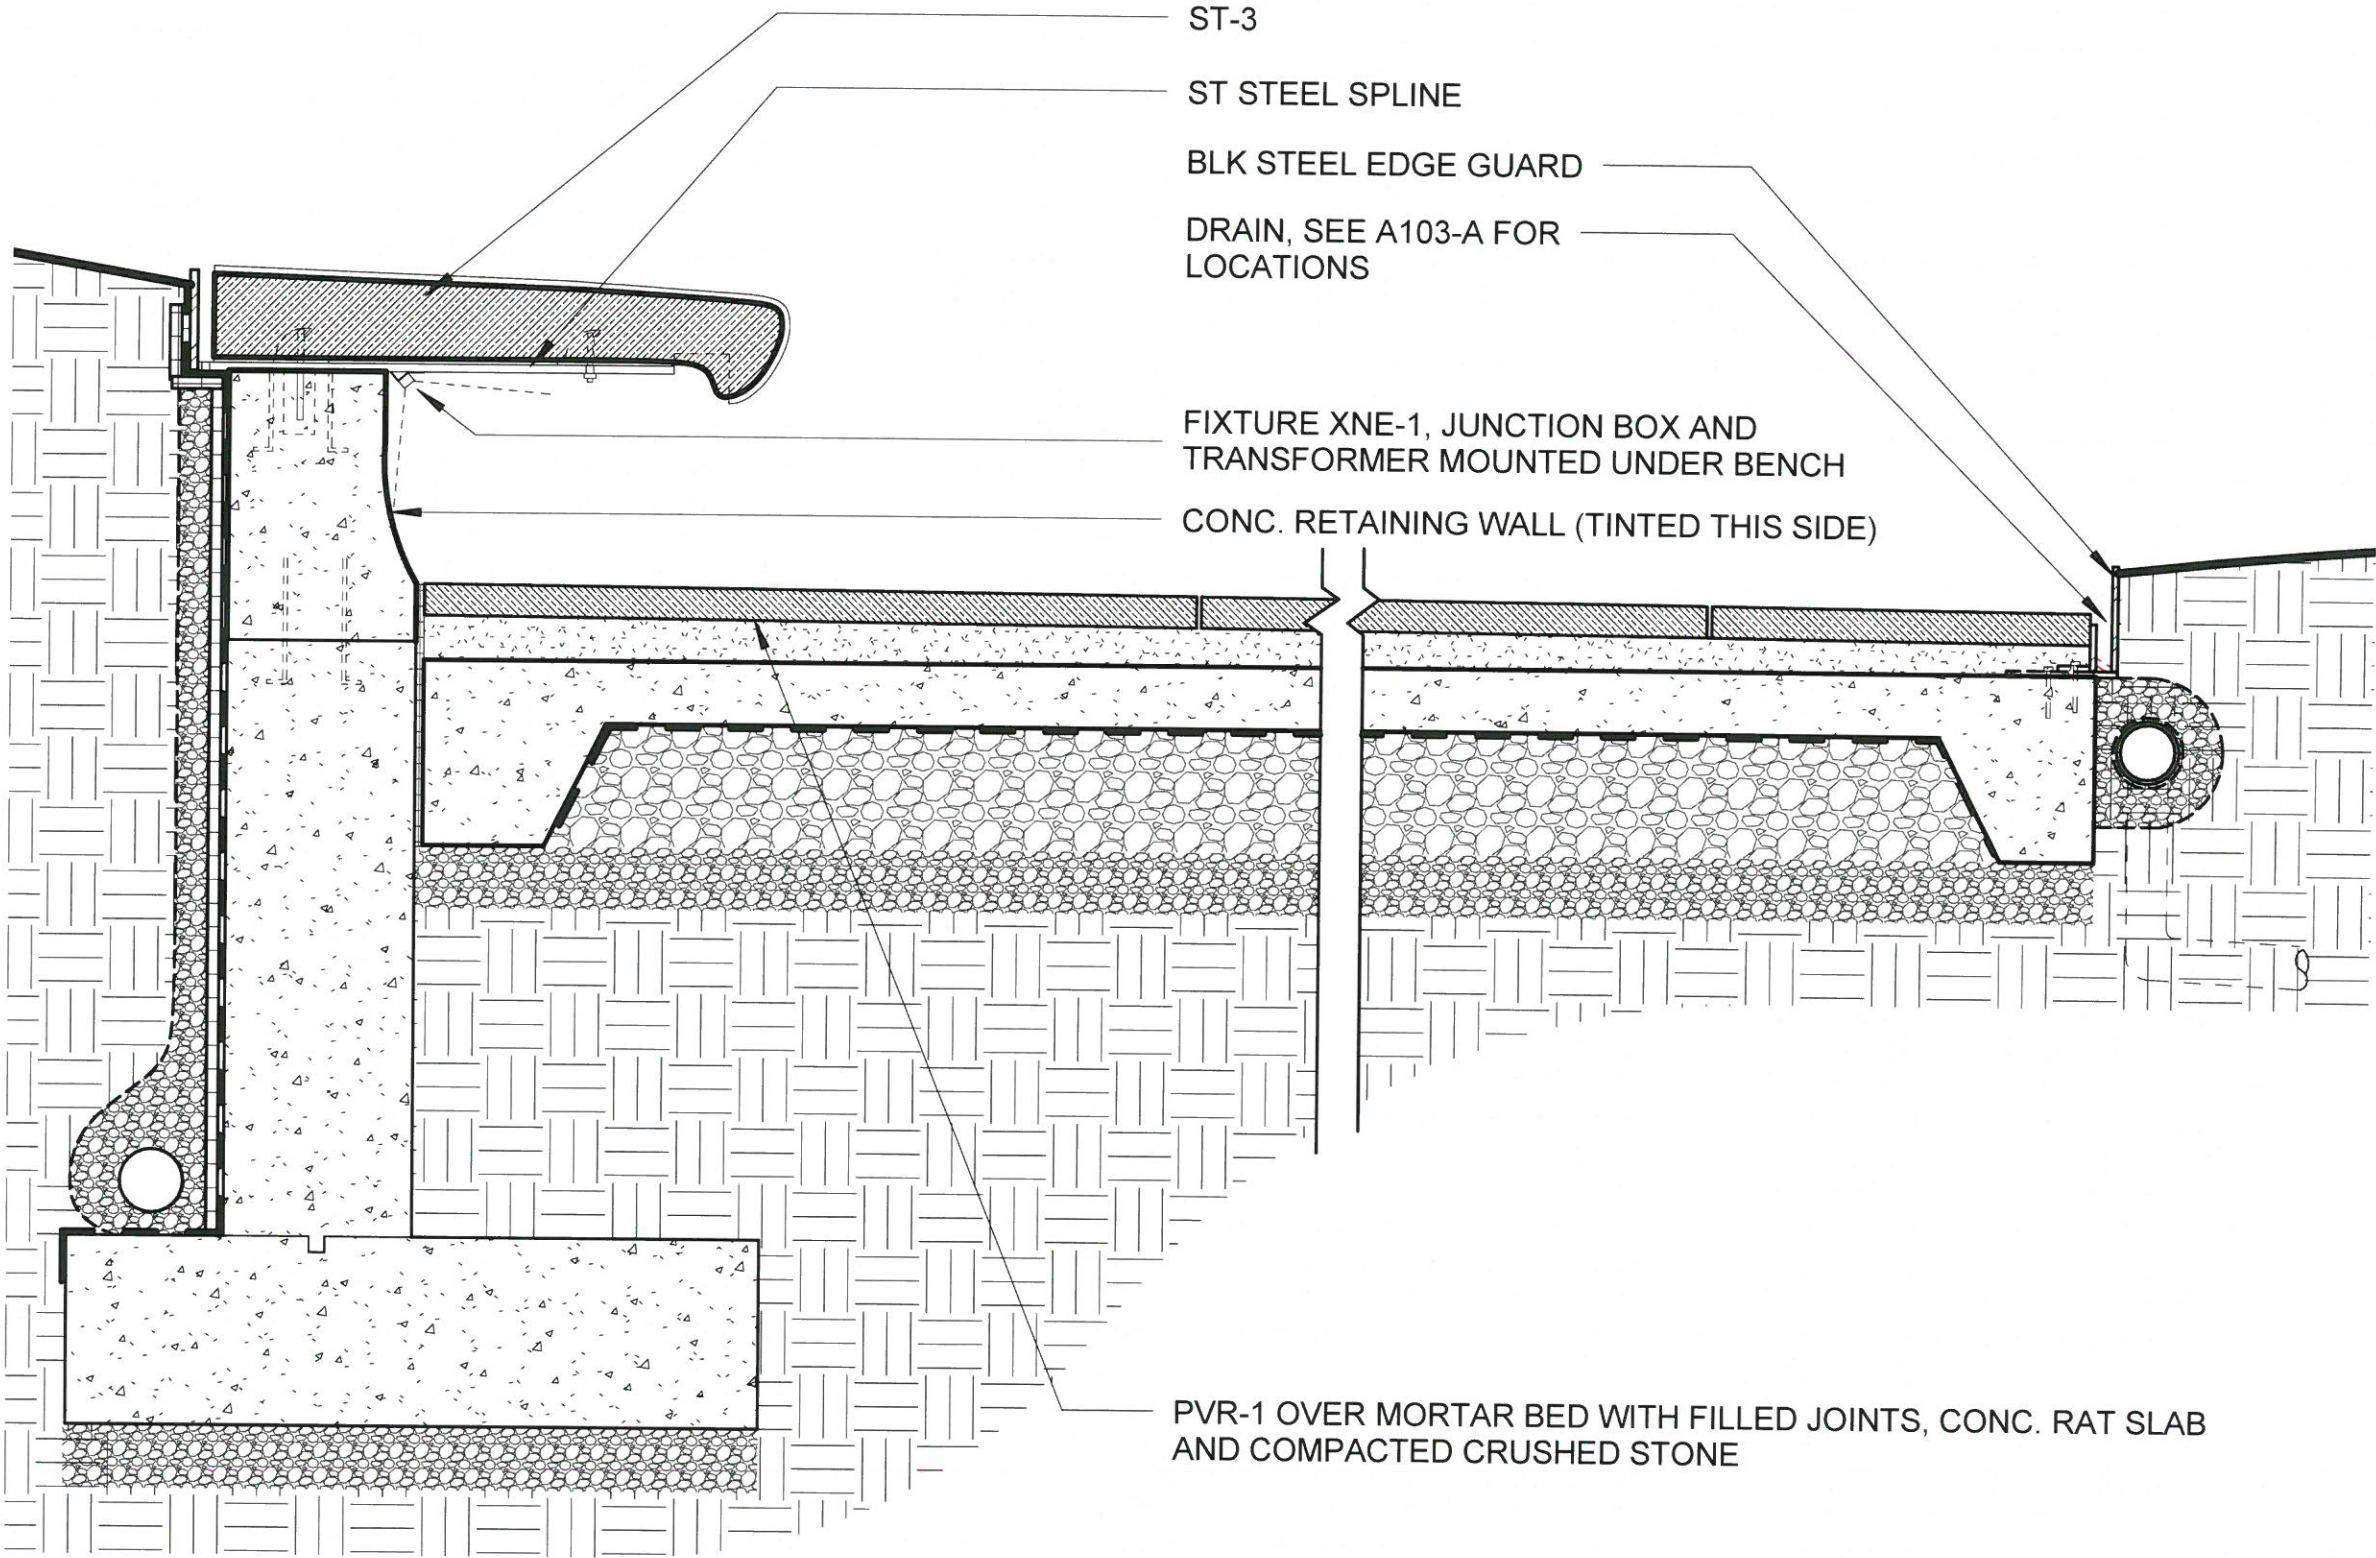 ST-3
ST STEEL SPLINE
BLK STEEL EDGE GUARD
DRAIN, SEE A103-A FOR
LOCATIONS
FIXTURE XNE-1, JUNCTION BOX AND
TRANSFORMER MOUNTED UNDER BENCH
CONC. RETAINING WALL (TINTED THIS SIDE)
PVR-1 OVER MORTAR BED WITH FILLED JOINTS, CONC. RAT SLAB
AND COMPACTED CRUSHED STONE